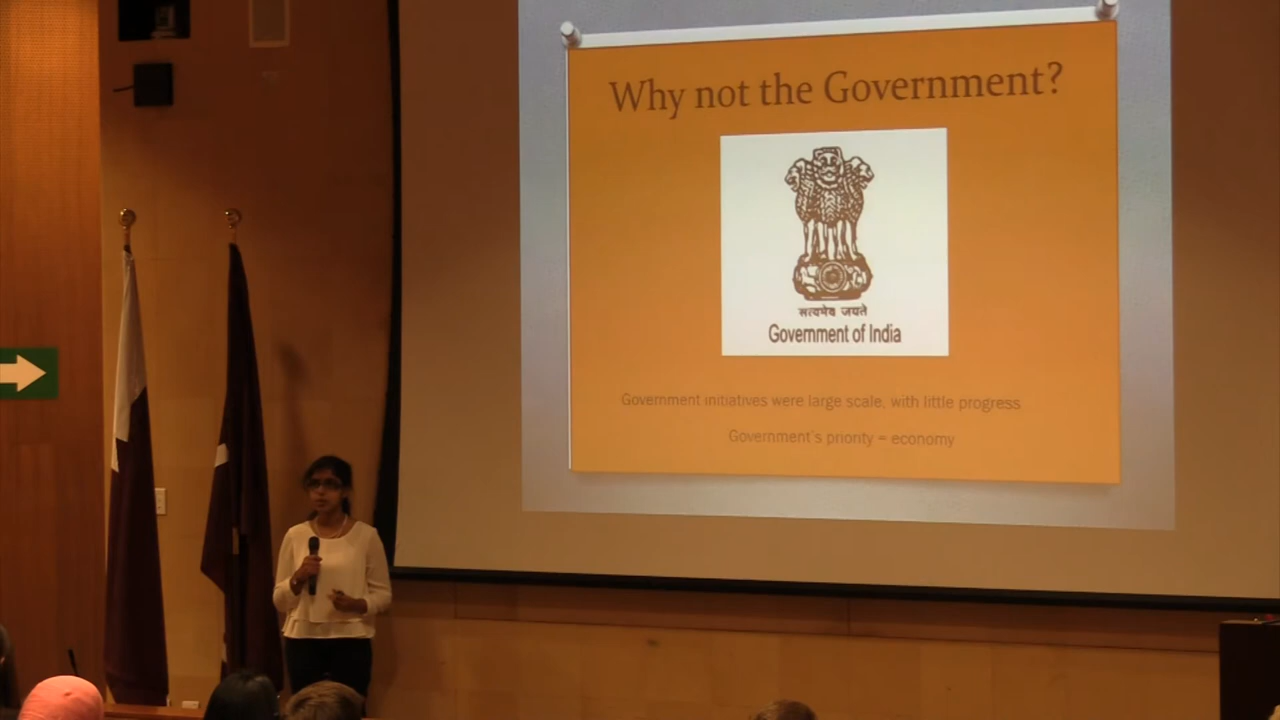 Why not the Government?
सत्यमेव जयते
Government of India
Government initiatives were large scale, with little progress
Government's priority = economy